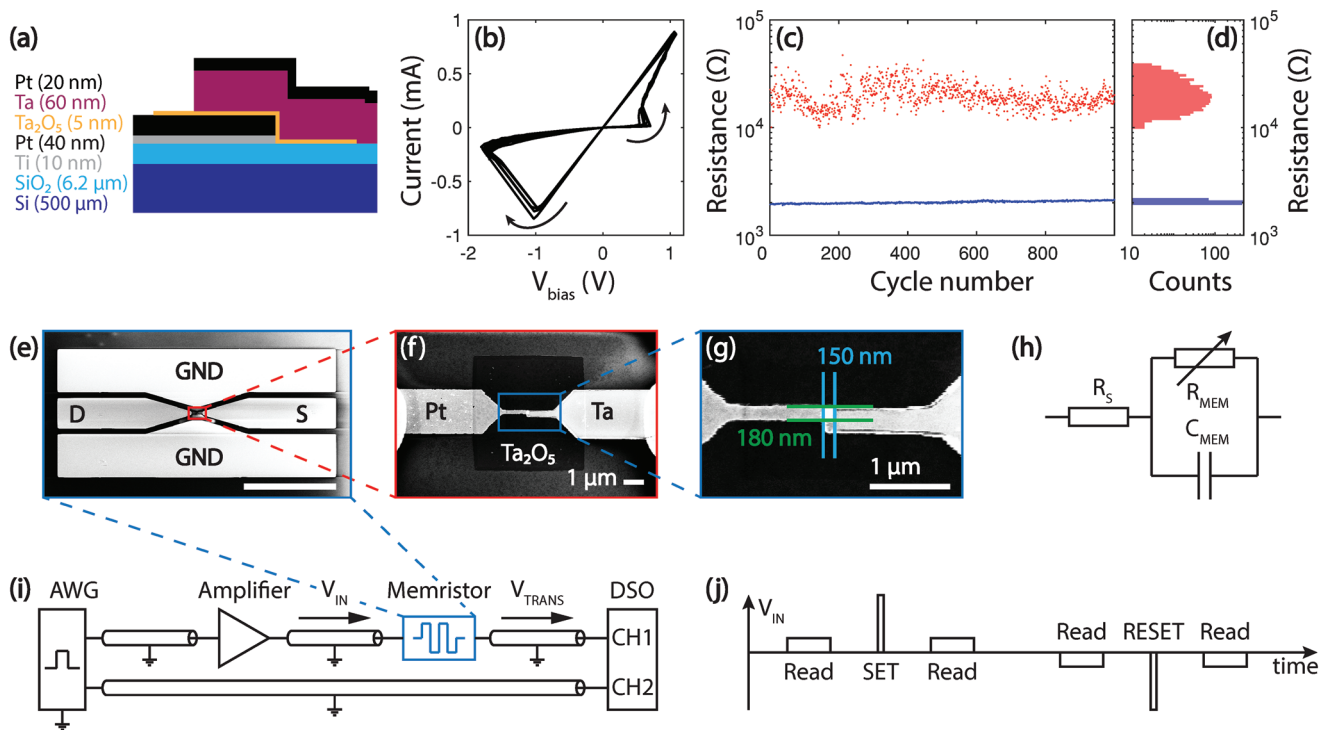 (a)
Pt (20 nm)
Ta (60 nm)
Ta₂O₅ (5 nm)
Pt (40 nm)
Ti (10 nm)
SiO₂ (6.2 µm)
Si (500 µm)
(b)
Current (mA)
1
0.5
0
-0.5
-1
-2
-1
0
1
V_bias (V)
(c)
Resistance (Ω)
10⁵
10⁴
10³
0
200
400
600
800
Cycle number
(d)
10⁵
10⁴
10³
Resistance (Ω)
10
100
Counts
(e)
GND
D
S
GND
(f)
Pt
Ta
Ta₂O₅
1 µm
(g)
150 nm
180 nm
1 µm
(h)
R_S
R_MEM
C_MEM
(i)
AWG
Amplifier
V_IN
Memristor
V_TRANS
DSO
CH1
CH2
(j)
V_IN
Read
SET
Read
Read
RESET
Read
time